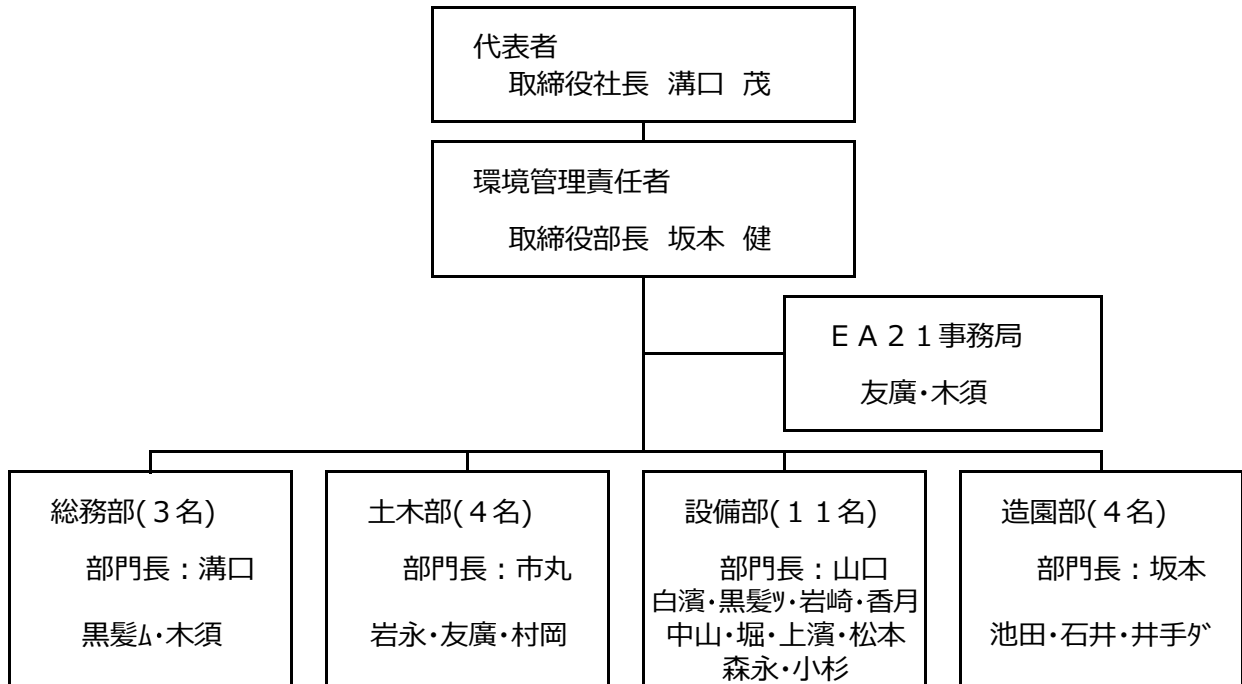 代表者
取締役社長 溝口 茂
環境管理責任者
取締役部長 坂本 健
ＥＡ２１事務局
友廣・木須
総務部(３名)
部門長：溝口
黒髪ﾑ・木須
土木部(４名)
部門長：市丸
岩永・友廣・村岡
設備部(１１名)
部門長：山口
白濱・黒髪ﾂ・岩崎・香月
中山・堀・上濱・松本
森永・小杉
造園部(４名)
部門長：坂本
池田・石井・井手ﾀﾞ